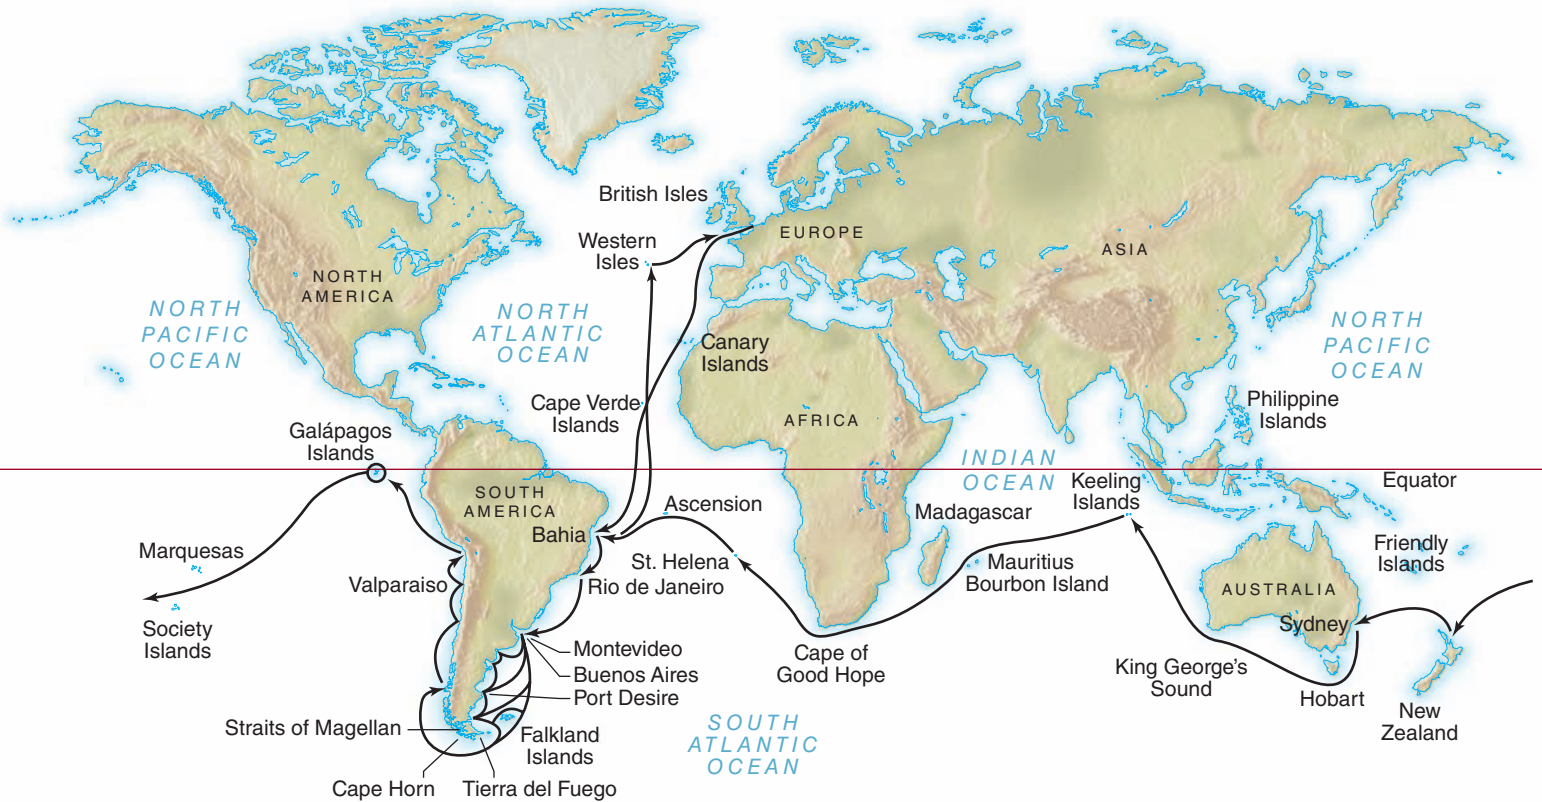 British Isles
Western
Isles
EUROPE
ASIA
NORTH
AMERICA
NORTH
PACIFIC
OCEAN
NORTH
ATLANTIC
OCEAN
NORTH
PACIFIC
OCEAN
Canary
Islands
Cape Verde
Islands
AFRICA
Philippine
Islands
Galápagos
Islands
INDIAN
OCEAN
Keeling
Islands
Equator
SOUTH
AMERICA
Bahia
Ascension
Madagascar
Marquesas
Valparaiso
St. Helena
Rio de Janeiro
Mauritius
Bourbon Island
Friendly
Islands
AUSTRALIA
Sydney
Society
Islands
Montevideo
Buenos Aires
Port Desire
Cape of
Good Hope
King George's
Sound
Hobart
New
Zealand
Straits of Magellan
Falkland
Islands
SOUTH
ATLANTIC
OCEAN
Cape Horn
Tierra del Fuego